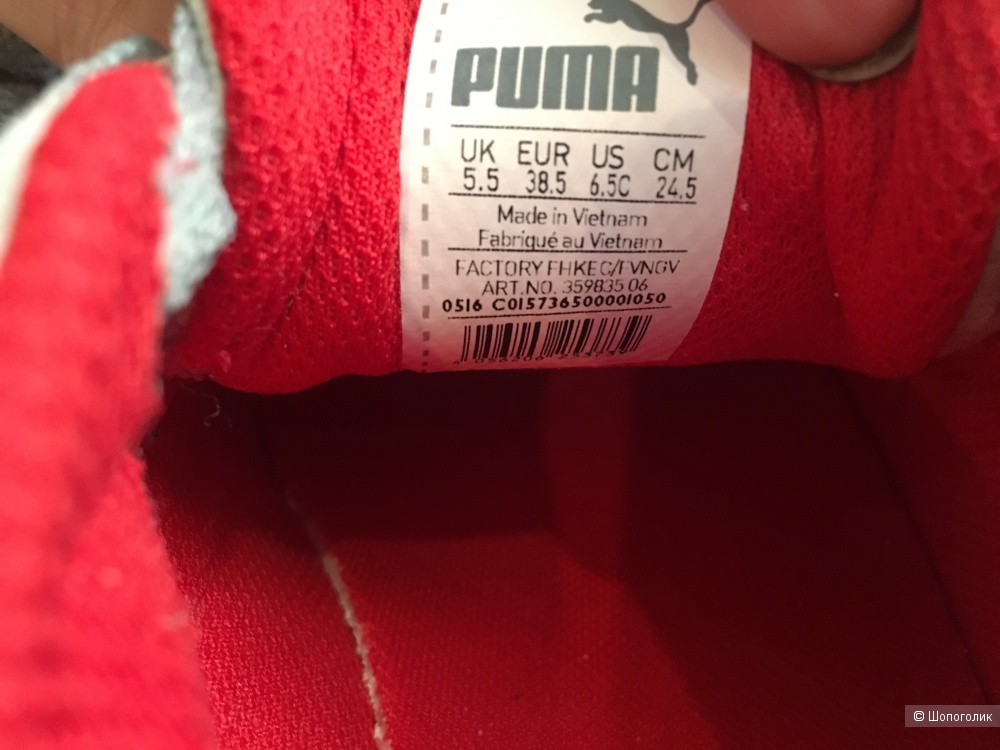 PUMA
UK EUR US CM
5.5 38.5 6.5C 24.5
Made in Vietnam
Fabriqué au Vietnam
FACTORY FHKEC/FVNGV
ART.NO. 359835 06
0516 C015736500001050
© Шопоголик